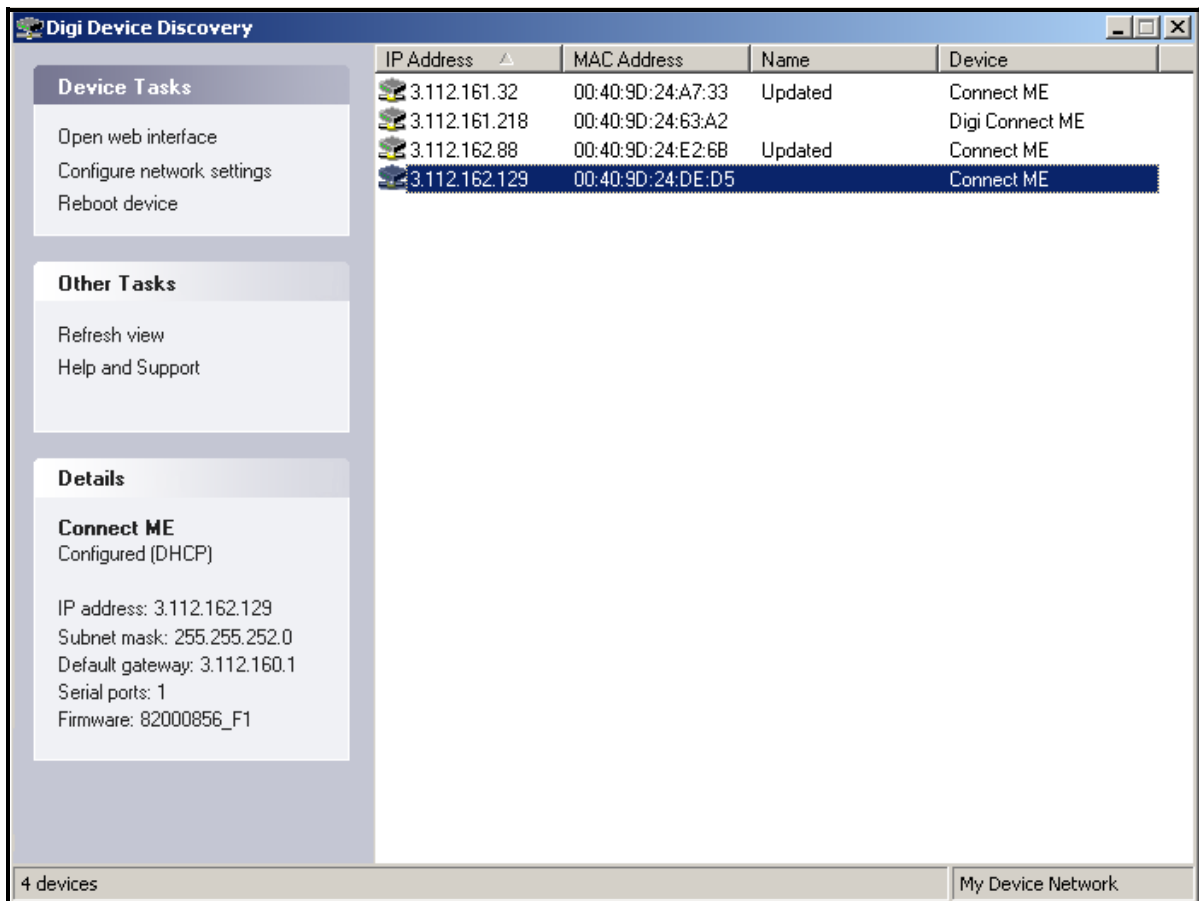 Digi Device Discovery
IP Address MAC Address Name Device
3.112.161.32 00:40:9D:24:A7:33 Updated Connect ME
3.112.161.218 00:40:9D:24:63:A2 Digi Connect ME
3.112.162.88 00:40:9D:24:E2:6B Updated Connect ME
3.112.162.129 00:40:9D:24:DE:D5 Connect ME
Device Tasks
Open web interface
Configure network settings
Reboot device
Other Tasks
Refresh view
Help and Support
Details
Connect ME
Configured (DHCP)
IP address: 3.112.162.129
Subnet mask: 255.255.252.0
Default gateway: 3.112.160.1
Serial ports: 1
Firmware: 82000856_F1
4 devices My Device Network